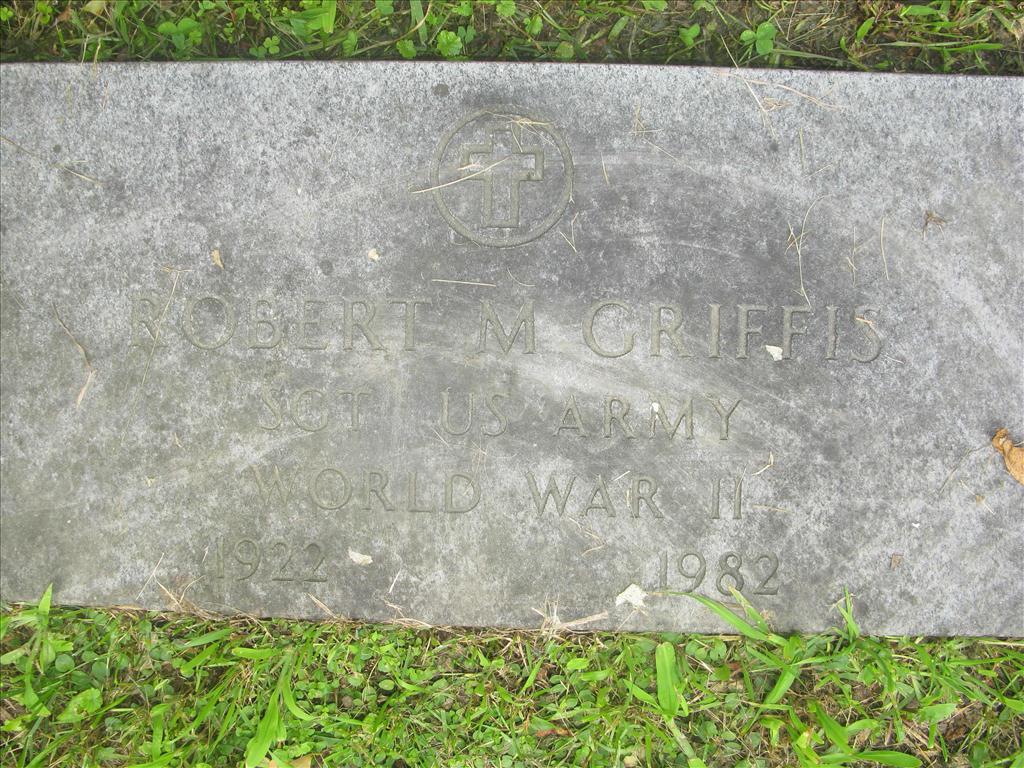 ROBERT M GRIFFIS
SGT US ARMY
WORLD WAR II
1922 1982